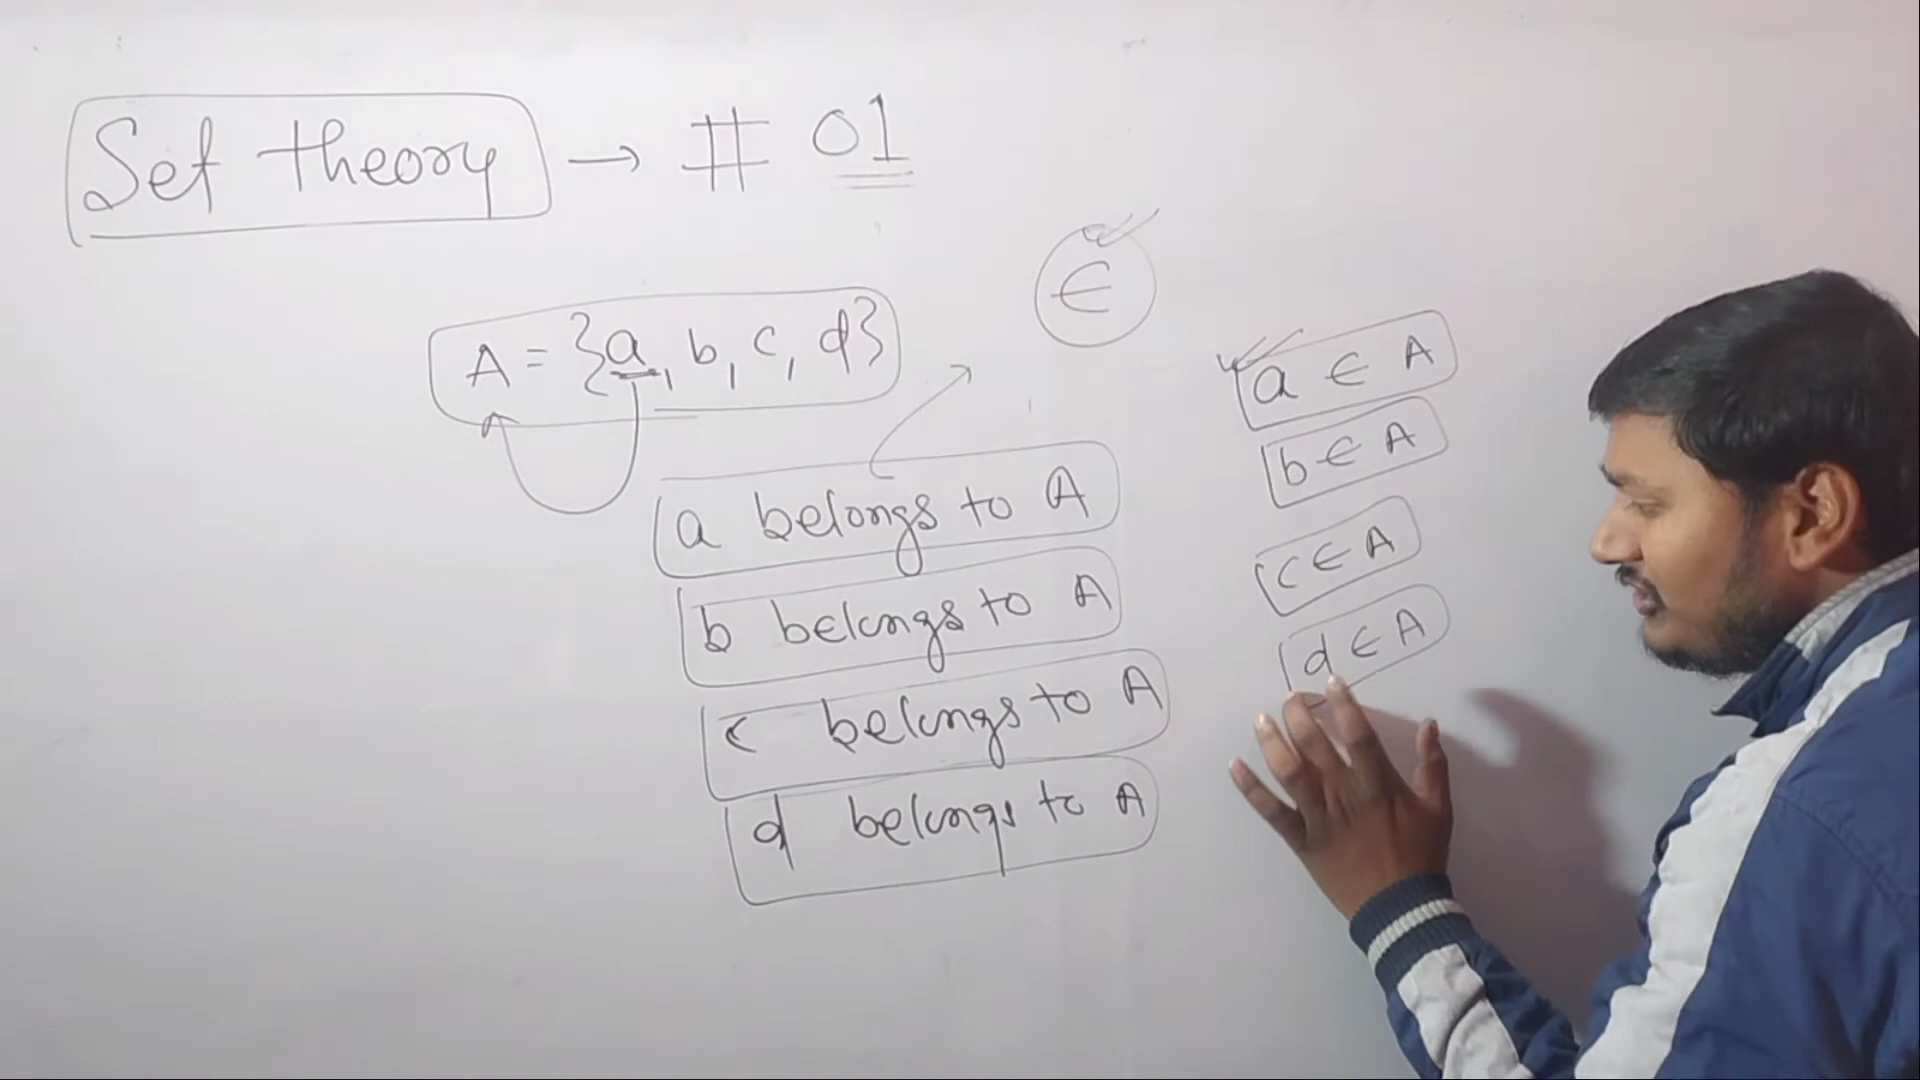 Set theory → # 01
∈
A = {a, b, c, d}
a belongs to A
b belongs to A
c belongs to A
d belongs to A
a ∈ A
b ∈ A
c ∈ A
d ∈ A